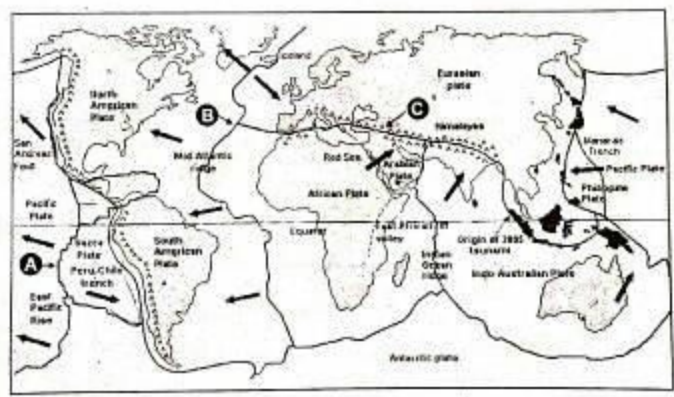 Iceland
North
American
Plate
B
Eurasian
plate
C
Himalayas
San
Andreas
Fault
Mid Atlantic
ridge
Red Sea
Arabian
Plate
Mariana
Trench
Pacific Plate
Philippine
Plate
African Plate
Pacific
Plate
Equator
East African rift
valley
Origin of
tsunami
A
Plate
Peru-Chile
trench
South
American
Plate
Indian
Ocean
ridge
Indo Australian Plate
East
Pacific
Rise
Antarctic plate